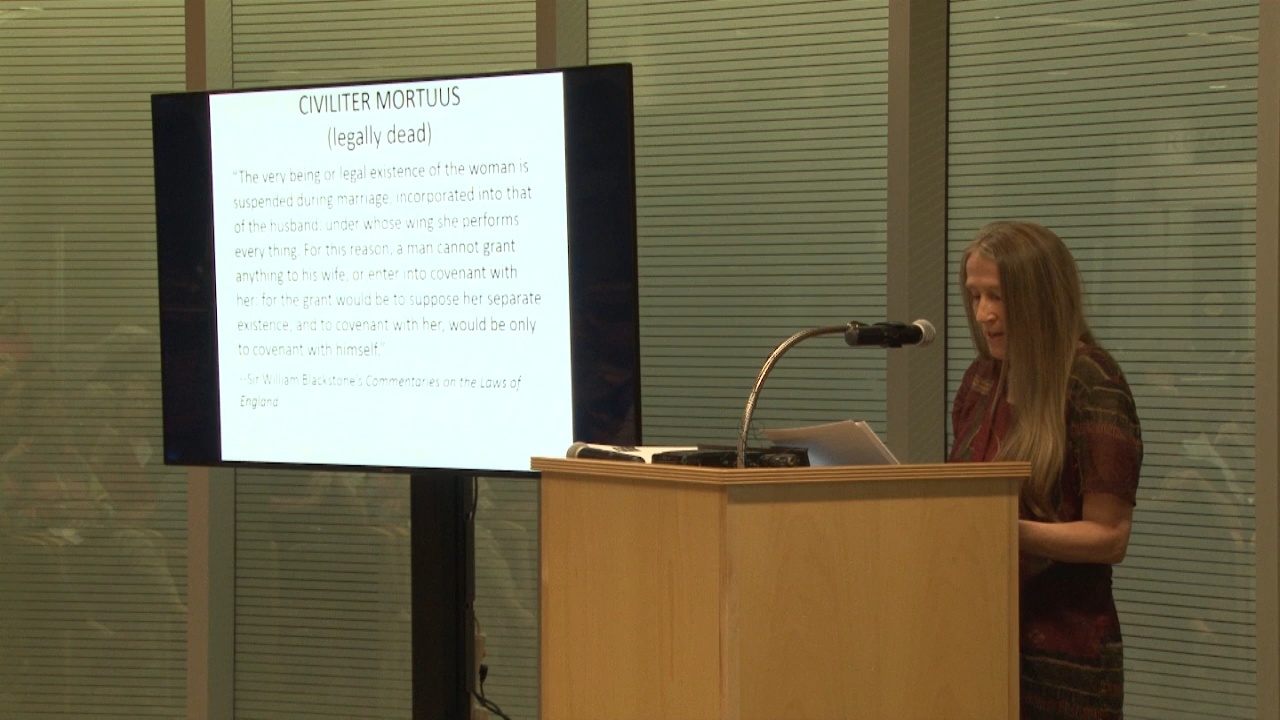 CIVILITER MORTUUS
(legally dead)
"The very being or legal existence of the woman is
suspended during marriage, incorporated into that
of the husband; under whose wing she performs
every thing. For this reason, a man cannot grant
anything to his wife, or enter into covenant with
her: for the grant would be to suppose her separate
existence, and to covenant with her, would be only
to covenant with himself."
--Sir William Blackstone's Commentaries on the Laws of
England